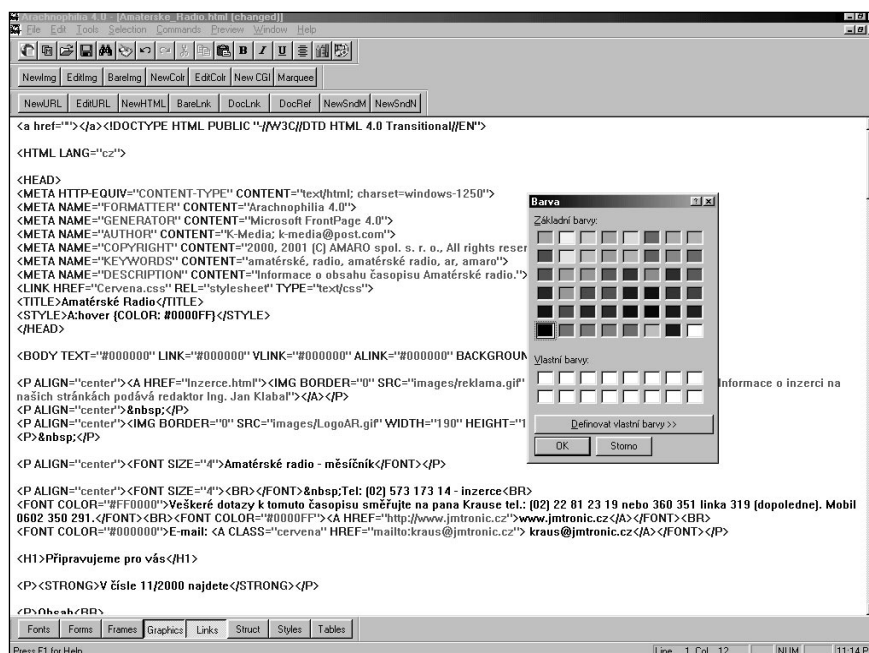 Arachnophilia 4.0 - [Amaterske_Radio.html (changed)]
File Edit Tools Selection Commands Preview Window Help
B I U
NewImg EditImg BareImg NewColr EditColr New CGI Marquee
NewURL EditURL NewHTML BareLnk DocLnk DocRef NewSndM NewSndN
<a href=""></a><!DOCTYPE HTML PUBLIC "-//W3C//DTD HTML 4.0 Transitional//EN">
<HTML LANG="cz">
<HEAD>
<META HTTP-EQUIV="CONTENT-TYPE" CONTENT="text/html; charset=windows-1250">
<META NAME="FORMATTER" CONTENT="Arachnophilia 4.0">
<META NAME="GENERATOR" CONTENT="Microsoft FrontPage 4.0">
<META NAME="AUTHOR" CONTENT="K-Media; k-media@post.com">
<META NAME="COPYRIGHT" CONTENT="2000, 2001 (C) AMARO spol. s. r. o., All rights reser
<META NAME="KEYWORDS" CONTENT="amatérské, radio, amatérské radio, ar, amaro">
<META NAME="DESCRIPTION" CONTENT="Informace o obsahu časopisu Amatérské radio.">
<LINK HREF="Cervena.css" REL="stylesheet" TYPE="text/css">
<TITLE>Amatérské Radio</TITLE>
<STYLE>A:hover {COLOR: #0000FF}</STYLE>
</HEAD>
<BODY TEXT="#000000" LINK="#000000" VLINK="#000000" ALINK="#000000" BACKGROUN
<P ALIGN="center"><A HREF="Inzerce.html"><IMG BORDER="0" SRC="images/reklama.gif" Informace o inzerci na
našich stránkách podává redaktor Ing. Jan Klabal"></A></P>
<P ALIGN="center">&nbsp;</P>
<P ALIGN="center"><IMG BORDER="0" SRC="images/LogoAR.gif" WIDTH="190" HEIGHT="1
<P>&nbsp;</P>
<P ALIGN="center"><FONT SIZE="4">Amatérské radio - měsíčník</FONT></P>
<P ALIGN="center"><FONT SIZE="4"><BR></FONT>&nbsp;Tel: (02) 573 173 14 - inzerce<BR>
<FONT COLOR="#FF0000">Veškeré dotazy k tomuto časopisu směřujte na pana Krause tel.: (02) 22 81 23 19 nebo 360 351 linka 319 (dopoledne). Mobil
0602 350 291.</FONT><BR><FONT COLOR="#0000FF"><A HREF="http://www.jmtronic.cz">www.jmtronic.cz</A></FONT><BR>
<FONT COLOR="#000000">E-mail: <A CLASS="cervena" HREF="mailto:kraus@jmtronic.cz"> kraus@jmtronic.cz</A></FONT></P>
<H1>Připravujeme pro vás</H1>
<P><STRONG>V čísle 11/2000 najdete</STRONG></P>
<P>Obsah<BR>
Barva
Základní barvy:
Vlastní barvy:
Definovat vlastní barvy >>
OK Storno
Fonts Forms Frames Graphics Links Struct Styles Tables
Press F1 for Help Line 1 Col 12 NUM 11:14 P